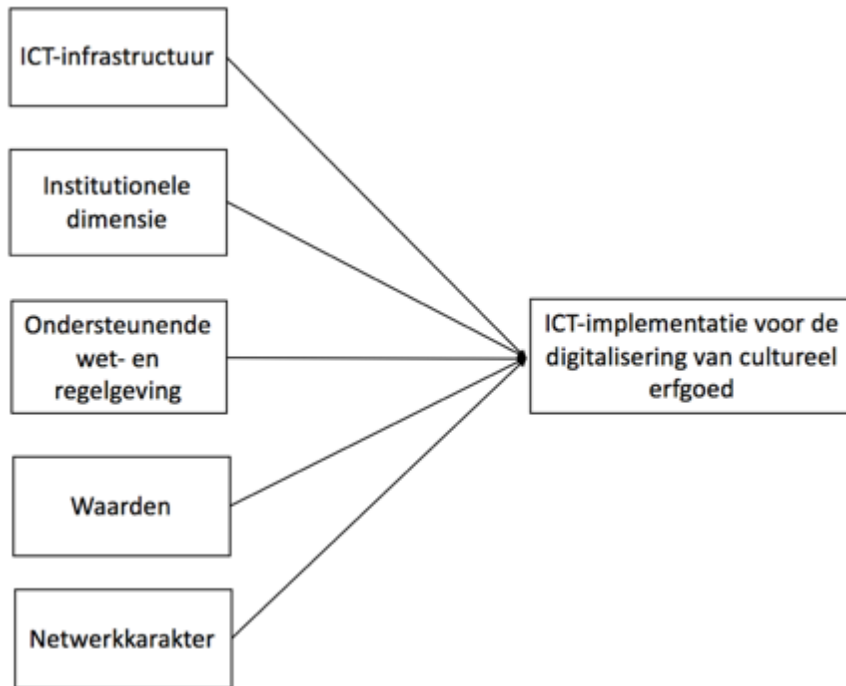 ICT-infrastructuur
Institutionele
dimensie
Ondersteunende
wet- en
regelgeving
Waarden
Netwerkkarakter
ICT-implementatie voor de
digitalisering van cultureel
erfgoed